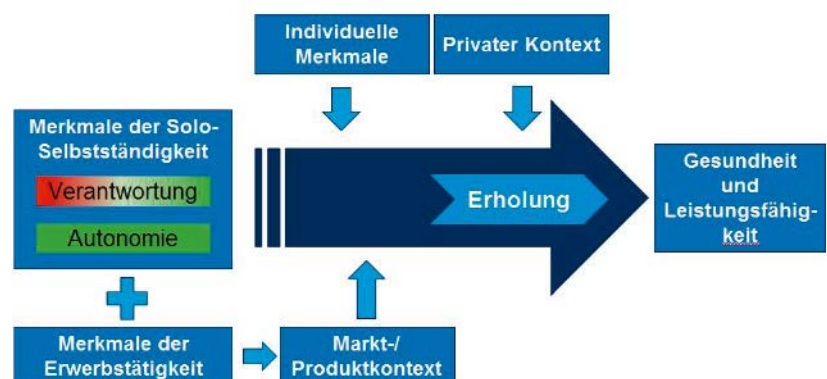 Individuelle
Merkmale
Privater Kontext
Merkmale der Solo-
Selbstständigkeit
Verantwortung
Autonomie
Erholung
Gesundheit
und
Leistungsfähig-
keit
Merkmale der
Erwerbstätigkeit
Markt-/
Produktkontext